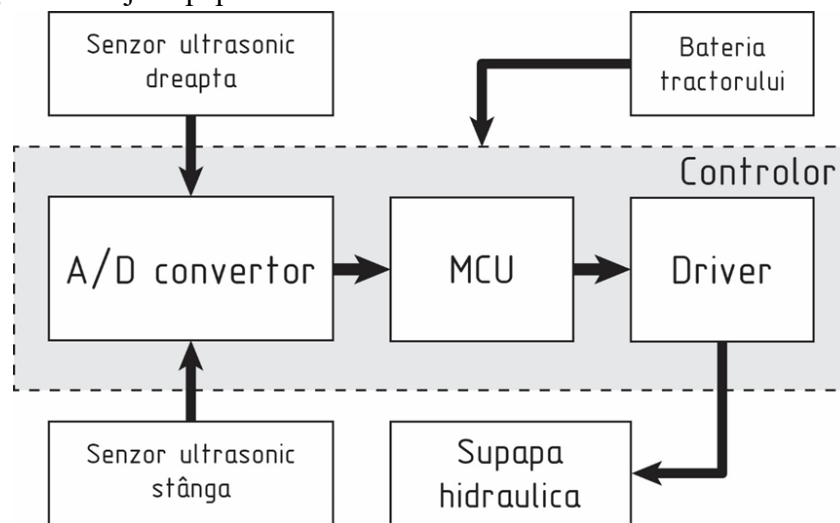 Senzor ultrasonic
dreapta
Bateria
tractorului
Controlor
A/D convertor
MCU
Driver
Senzor ultrasonic
stânga
Supapa
hidraulica